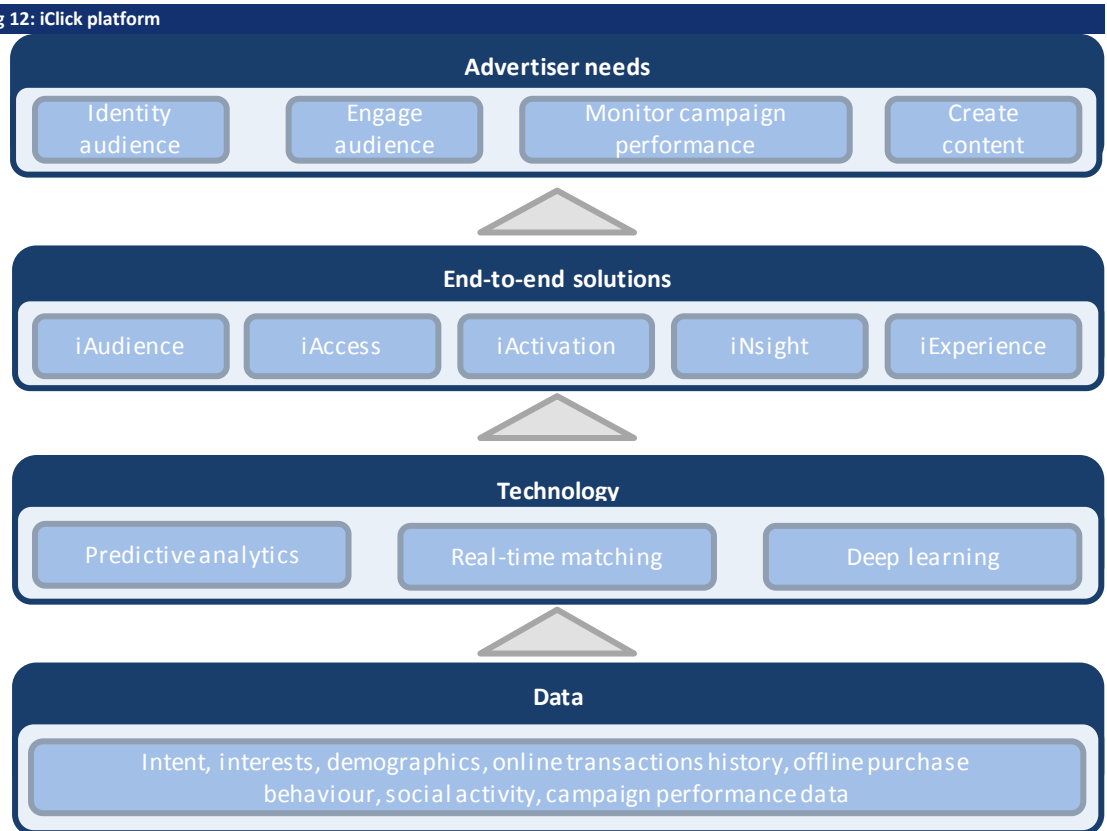 g 12: iClick platform
Advertiser needs
Identity
audience
Engage
audience
Monitor campaign
performance
Create
content
End-to-end solutions
iAudience
iAccess
iActivation
iNsight
iExperience
Technology
Predictive analytics
Real-time matching
Deep learning
Data
Intent, interests, demographics, online transactions history, offline purchase
behaviour, social activity, campaign performance data